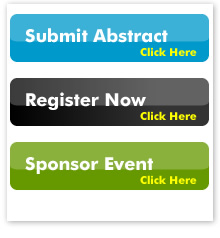 Submit Abstract
Click Here
Register Now
Click Here
Sponsor Event
Click Here